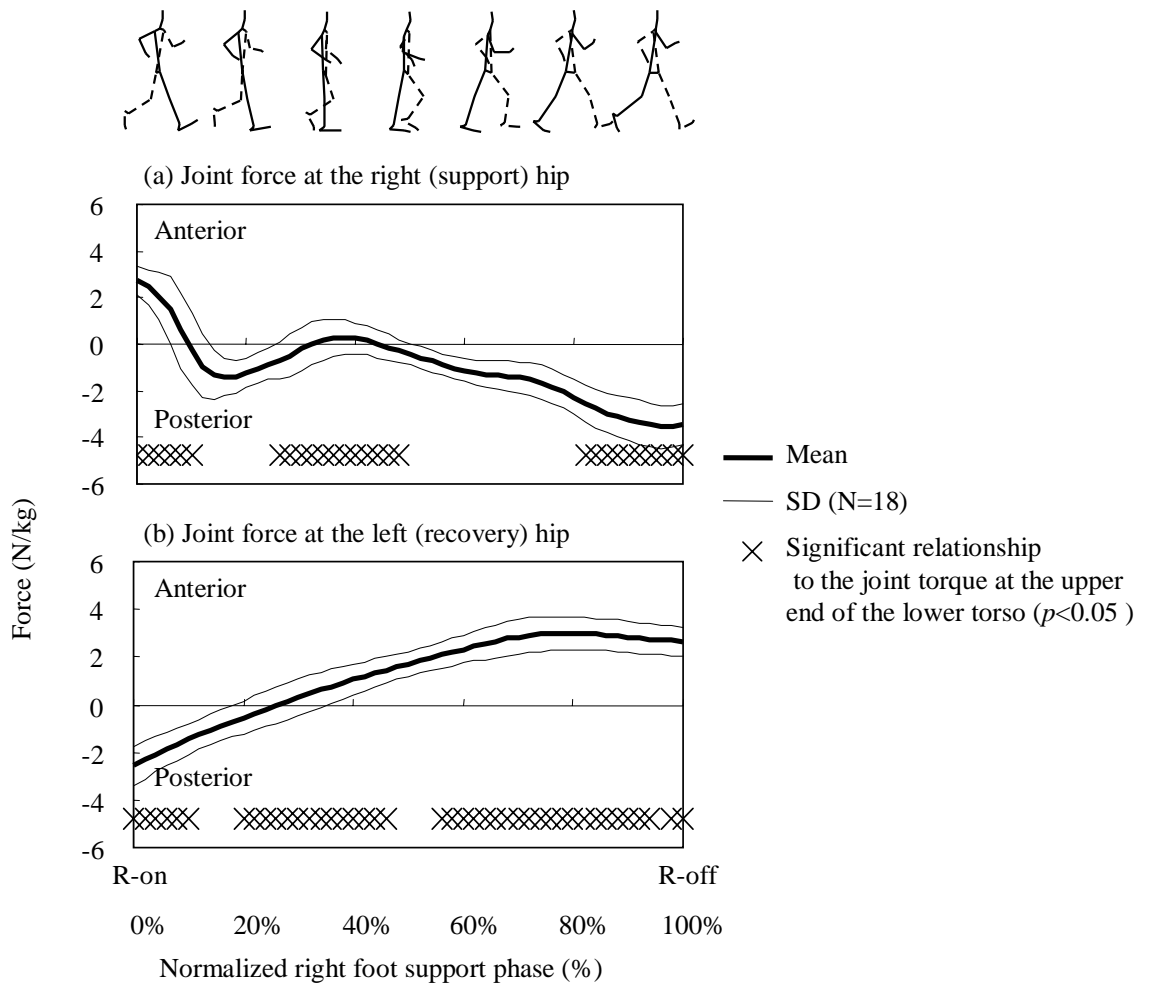 (a) Joint force at the right (support) hip
6
Anterior
4
2
0
-2
Posterior
-4
-6
Mean
SD (N=18)
Significant relationship
to the joint torque at the upper
end of the lower torso (p<0.05 )
Force (N/kg)
(b) Joint force at the left (recovery) hip
6
Anterior
4
2
0
-2
Posterior
-4
-6
R-on R-off
0% 20% 40% 60% 80% 100%
Normalized right foot support phase (%)